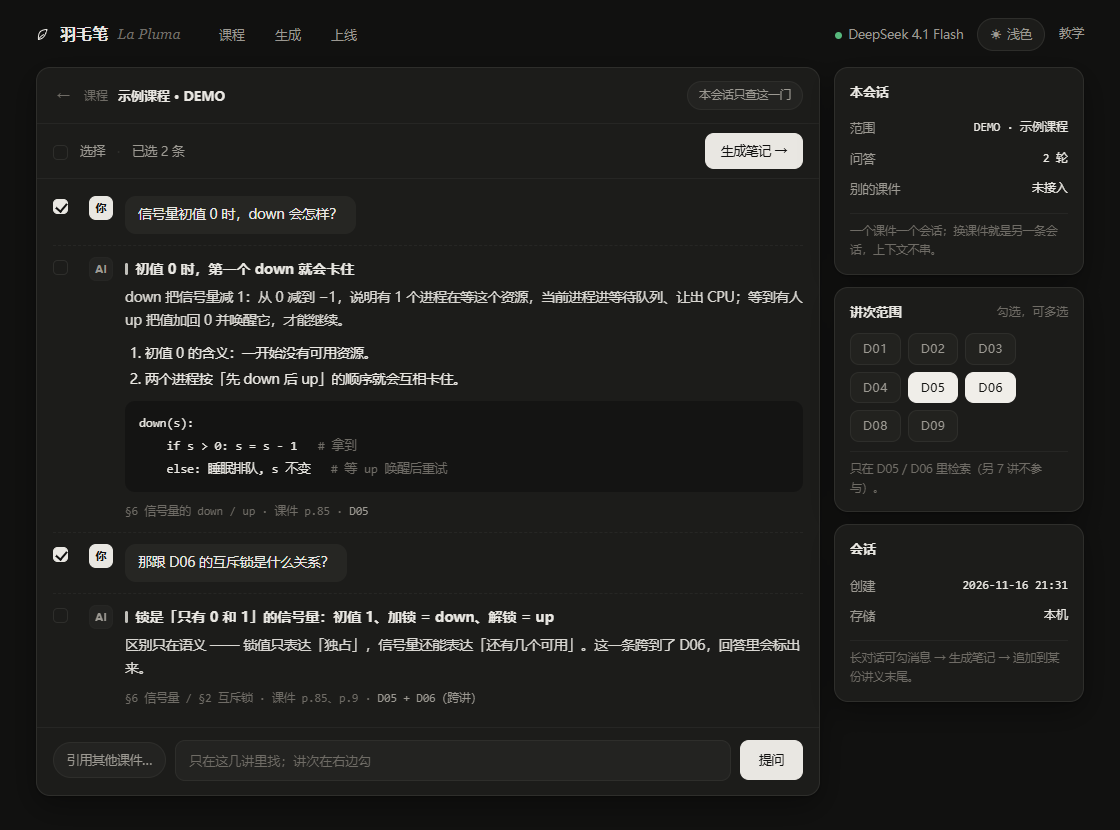 羽毛笔 La Pluma 课程 生成 上线 DeepSeek 4.1 Flash ☀ 浅色 教学
← 课程 示例课程 • DEMO 本会话只查这一门
选择 · 已选 2 条 生成笔记 →
你 信号量初值 0 时，down 会怎样？
AI 初值 0 时，第一个 down 就会卡住
down 把信号量减 1：从 0 减到 −1，说明有 1 个进程在等这个资源，当前进程进等待队列、让出 CPU；等到有人
up 把值加回 0 并唤醒它，才能继续。
1. 初值 0 的含义：一开始没有可用资源。
2. 两个进程按「先 down 后 up」的顺序就会互相卡住。
down(s):
if s > 0: s = s - 1 # 拿到
else: 睡眠排队，s 不变 # 等 up 唤醒后重试
§6 信号量的 down / up · 课件 p.85 · D05
你 那跟 D06 的互斥锁是什么关系？
AI 锁是「只有 0 和 1」的信号量：初值 1、加锁 = down、解锁 = up
区别只在语义 —— 锁值只表达「独占」，信号量还能表达「还有几个可用」。这一条跨到了 D06，回答里会标出
来。
§6 信号量 / §2 互斥锁 · 课件 p.85、p.9 · D05 + D06（跨讲）
引用其他课件… 只在这几讲里找；讲次在右边勾 提问
本会话
范围 DEMO · 示例课程
问答 2 轮
别的课件 未接入
一个课件一个会话；换课件就是另一条会
话，上下文不串。
讲次范围 勾选，可多选
D01 D02 D03
D04 D05 D06
D08 D09
只在 D05 / D06 里检索（另 7 讲不参
与）。
会话
创建 2026-11-16 21:31
存储 本机
长对话可勾消息 → 生成笔记 → 追加到某
份讲义末尾。